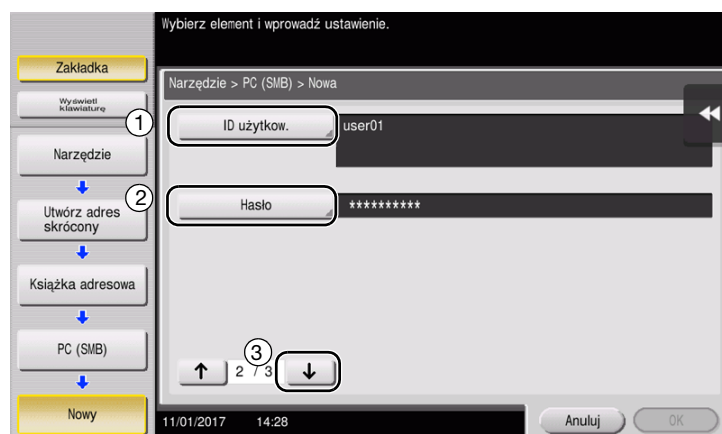 Wybierz element i wprowadź ustawienie.
Zakładka
Wyświetl
klawiaturę
Narzędzie
Utwórz adres
skrócony
Książka adresowa
PC (SMB)
Nowy
Narzędzie > PC (SMB) > Nowa
1
ID użytkow.
user01
2
Hasło
**********
3
↑ 2 / 3 ↓
11/01/2017 14:28
Anuluj
OK